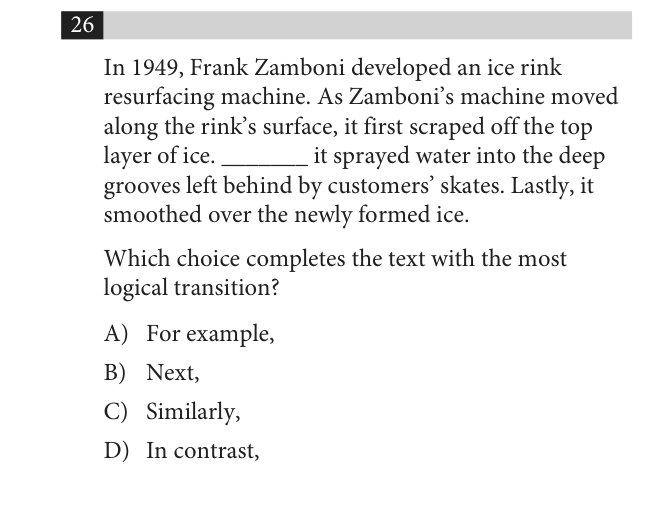 26
In 1949, Frank Zamboni developed an ice rink
resurfacing machine. As Zamboni’s machine moved
along the rink’s surface, it first scraped off the top
layer of ice. _______ it sprayed water into the deep
grooves left behind by customers’ skates. Lastly, it
smoothed over the newly formed ice.
Which choice completes the text with the most
logical transition?
A) For example,
B) Next,
C) Similarly,
D) In contrast,